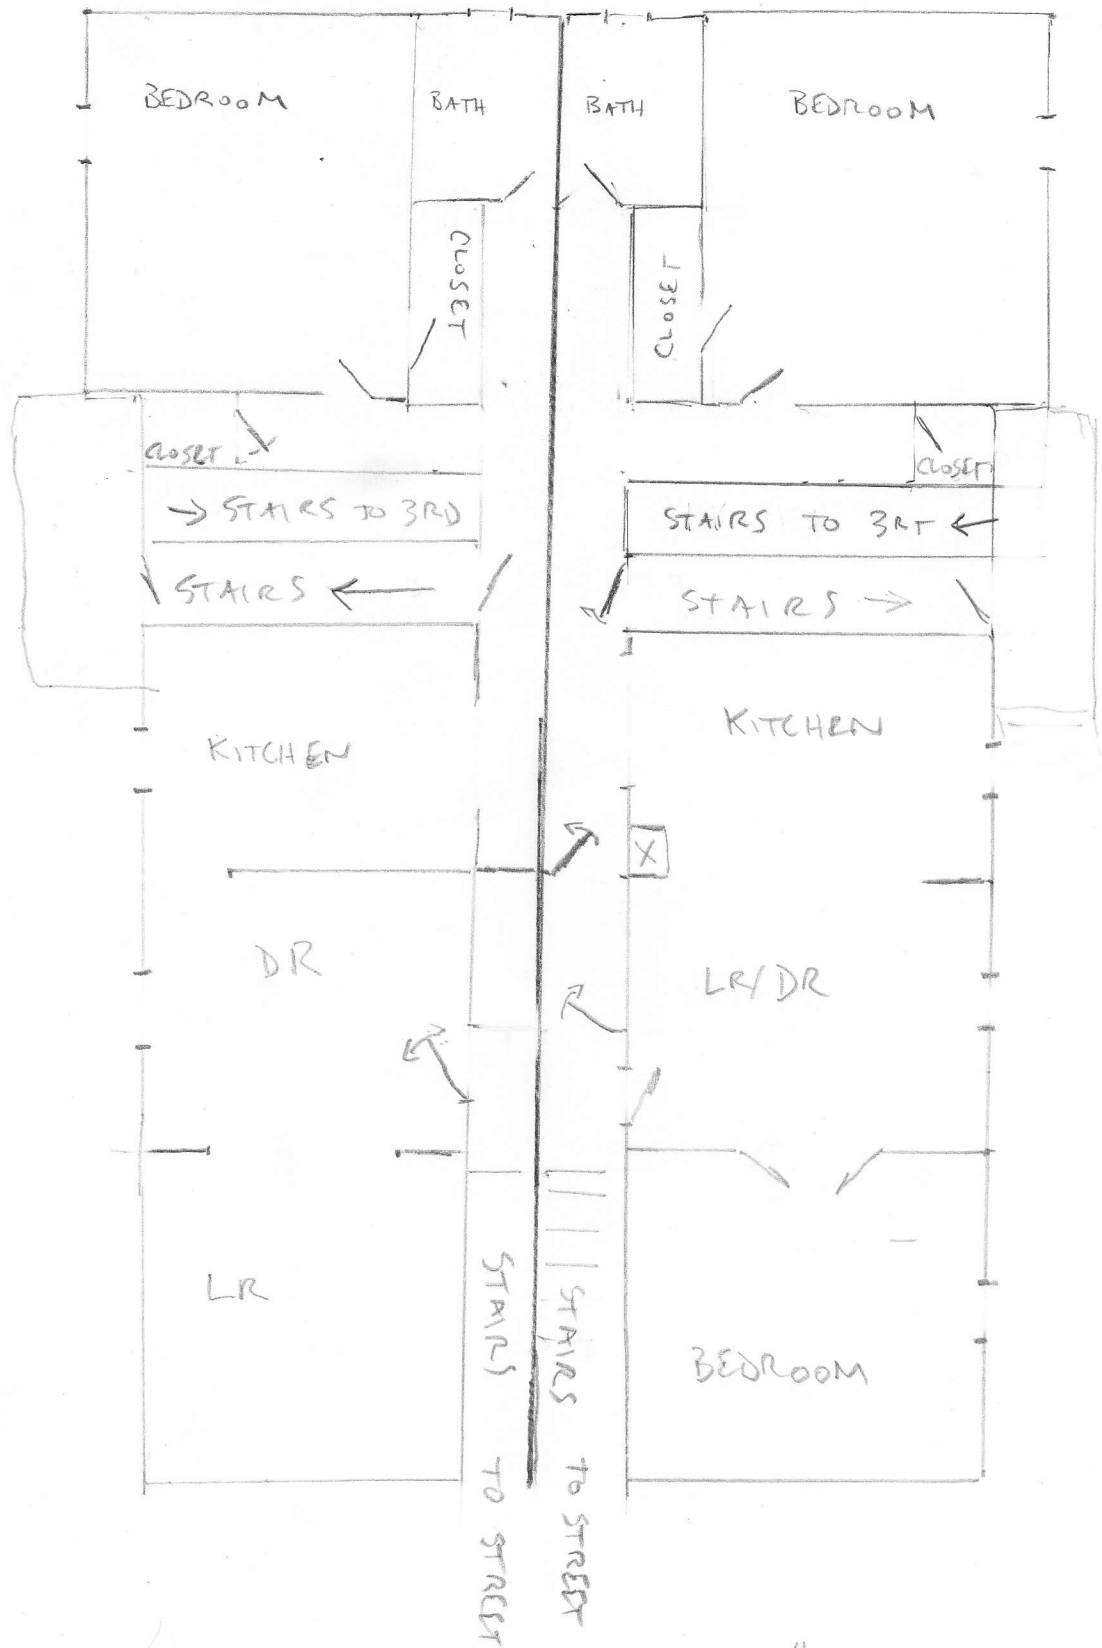 BEDROOM
BATH
BATH
BEDROOM
CLOSET
CLOSET
CLOSET
CLOSET
STAIRS TO 3RD
STAIRS TO 3RT
STAIRS
STAIRS
KITCHEN
KITCHEN
X
DR
LR/DR
LR
STAIRS TO STREET
STAIRS TO STREET
BEDROOM